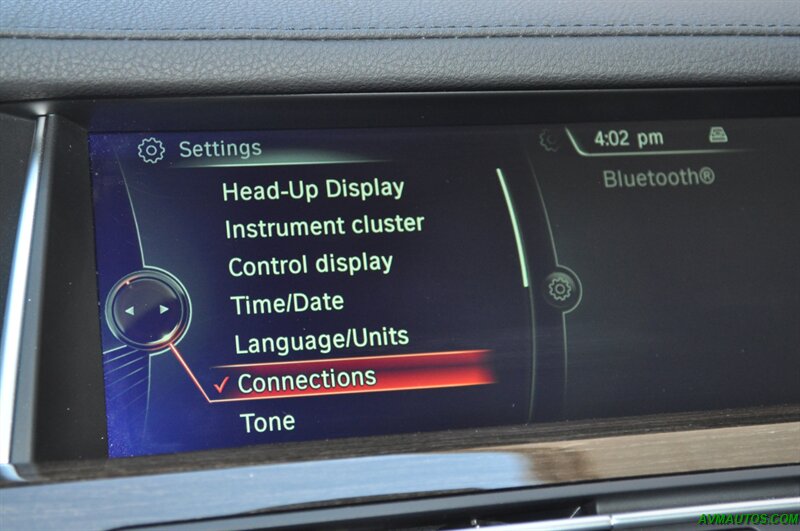 Settings
4:02 pm
Bluetooth®
Head-Up Display
Instrument cluster
Control display
Time/Date
Language/Units
Connections
Tone
AVMAUTOS.COM